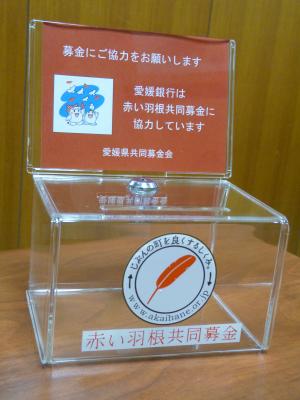 募金にご協力をお願いします
愛媛銀行は
赤い羽根共同募金に
協力しています
愛媛県共同募金会
じぶんの町を良くするしくみ。
www.akaihane.or.jp
赤い羽根共同募金